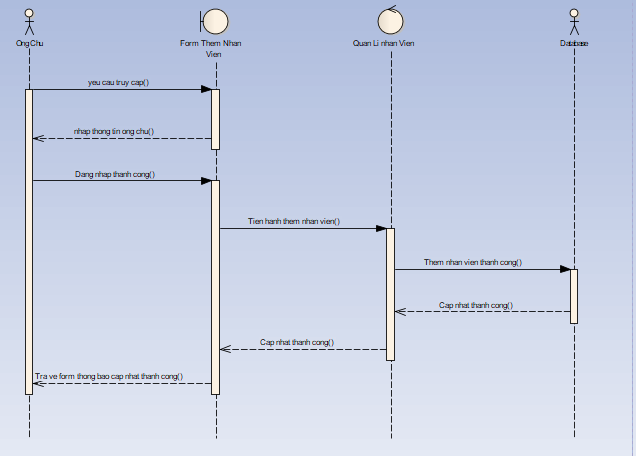 OngChu
Form Them Nhan
Vien
Quan Li nhan Vien
Database
yeu cau truy cap()
nhap thong tin ong chu()
Dang nhap thanh cong()
Tien hanh them nhan vien()
Them nhan vien thanh cong()
Cap nhat thanh cong()
Cap nhat thanh cong()
Tra ve form thong bao cap nhat thanh cong()